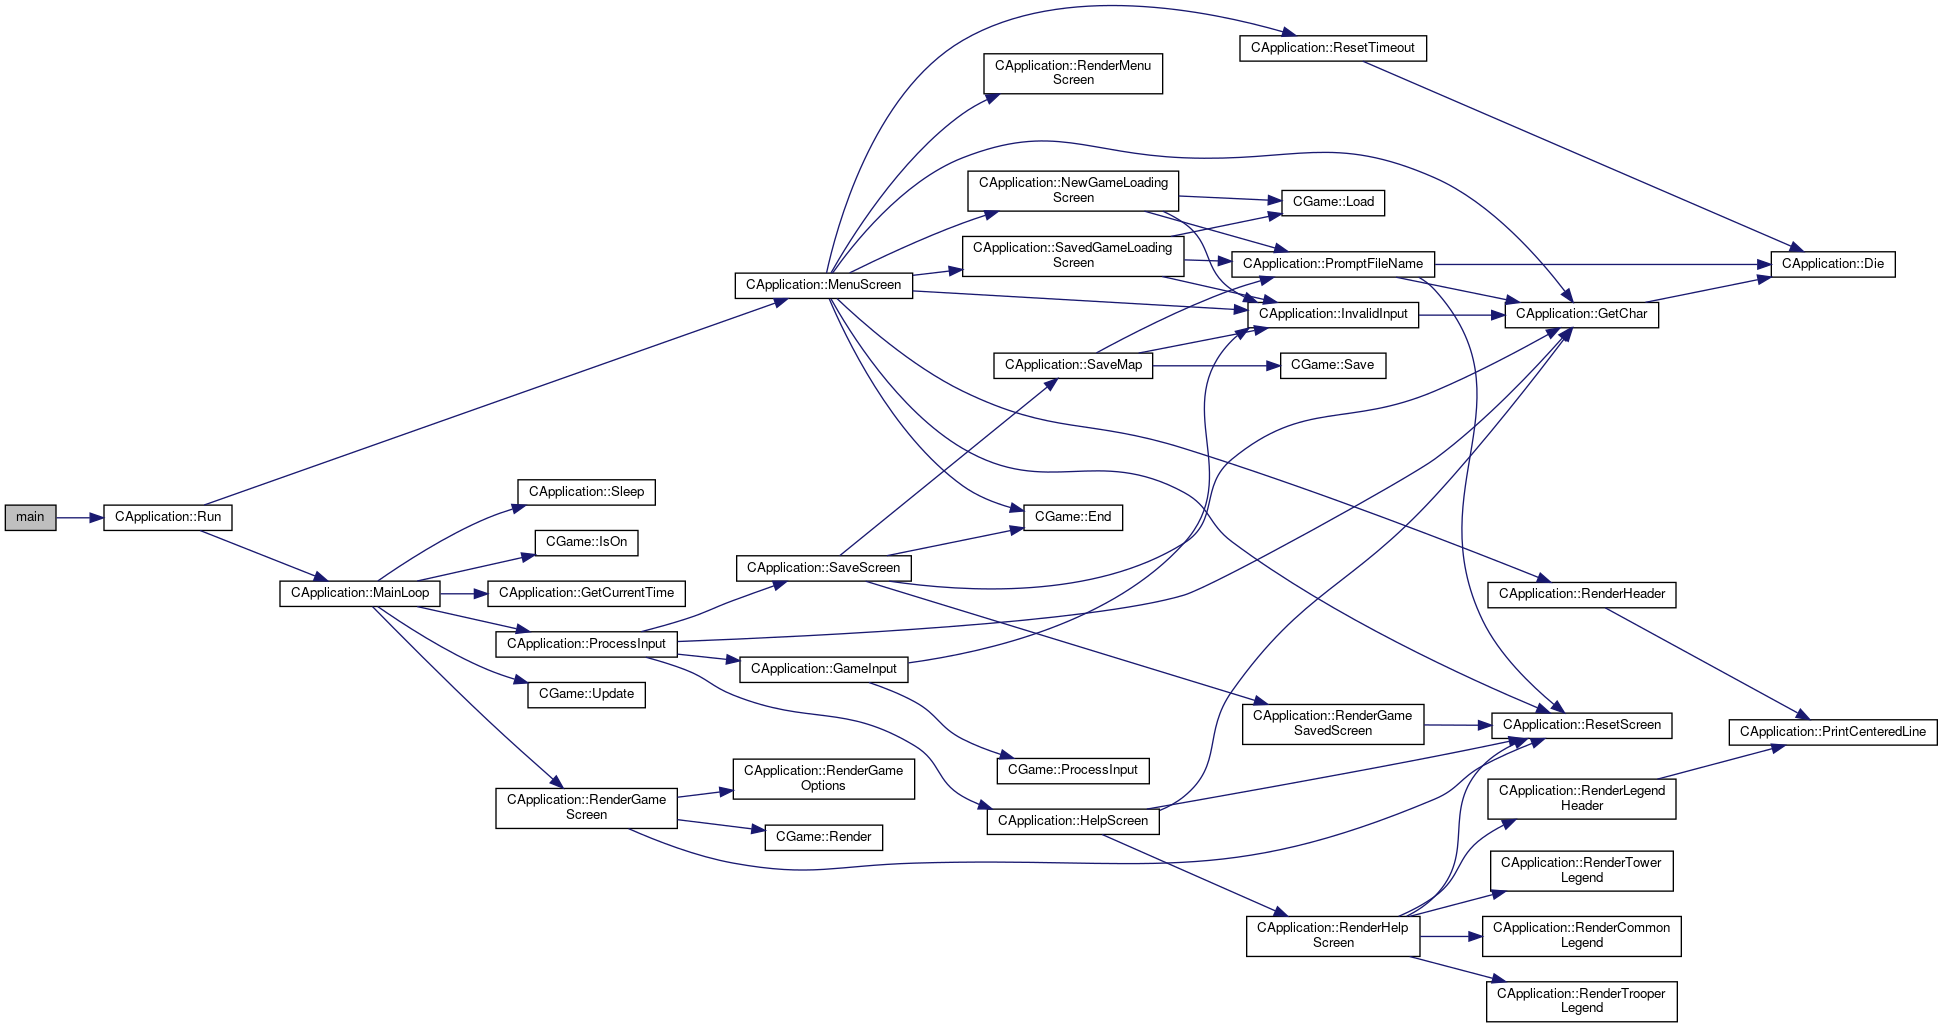 CApplication::ResetTimeout
CApplication::RenderMenu
Screen
CApplication::NewGameLoading
Screen
CGame::Load
CApplication::SavedGameLoading
Screen
CApplication::PromptFileName
CApplication::Die
CApplication::MenuScreen
CApplication::InvalidInput
CApplication::GetChar
CApplication::SaveMap
CGame::Save
CApplication::Sleep
main
CApplication::Run
CGame::End
CGame::IsOn
CApplication::SaveScreen
CApplication::MainLoop
CApplication::GetCurrentTime
CApplication::RenderHeader
CApplication::ProcessInput
CApplication::GameInput
CGame::Update
CApplication::RenderGame
SavedScreen
CApplication::ResetScreen
CApplication::PrintCenteredLine
CGame::ProcessInput
CApplication::RenderGame
Options
CApplication::RenderGame
Screen
CApplication::RenderLegend
Header
CApplication::HelpScreen
CGame::Render
CApplication::RenderTower
Legend
CApplication::RenderHelp
Screen
CApplication::RenderCommon
Legend
CApplication::RenderTrooper
Legend